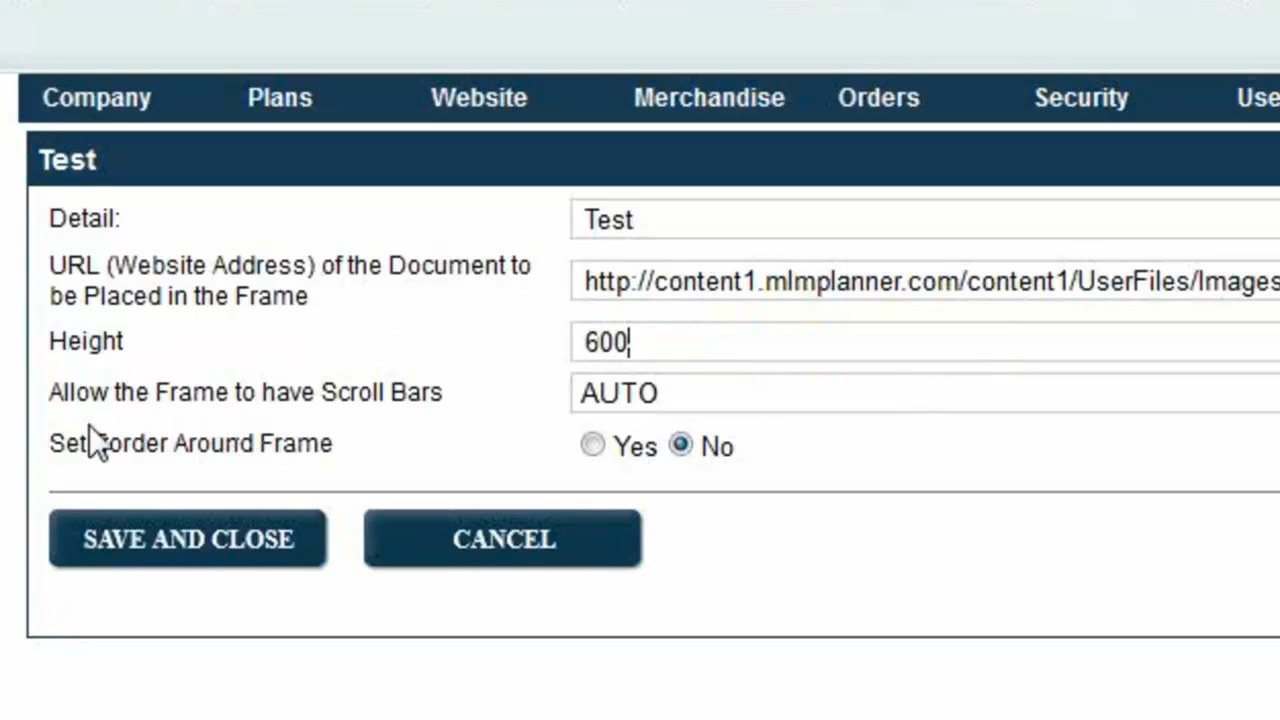 Company Plans Website Merchandise Orders Security Use
Test
Detail: Test
URL (Website Address) of the Document to
be Placed in the Frame http://content1.mlmplanner.com/content1/UserFiles/Images
Height 600
Allow the Frame to have Scroll Bars AUTO
Set Border Around Frame Yes No
SAVE AND CLOSE CANCEL